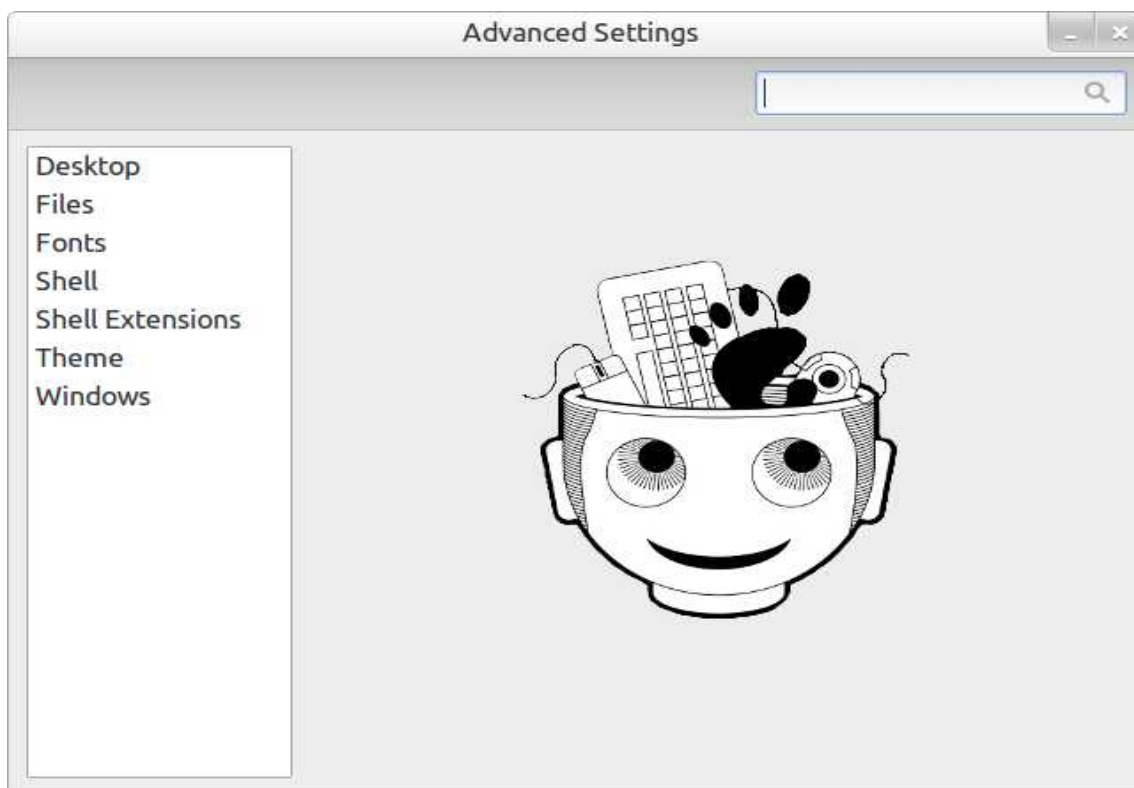 Advanced Settings
Desktop
Files
Fonts
Shell
Shell Extensions
Theme
Windows